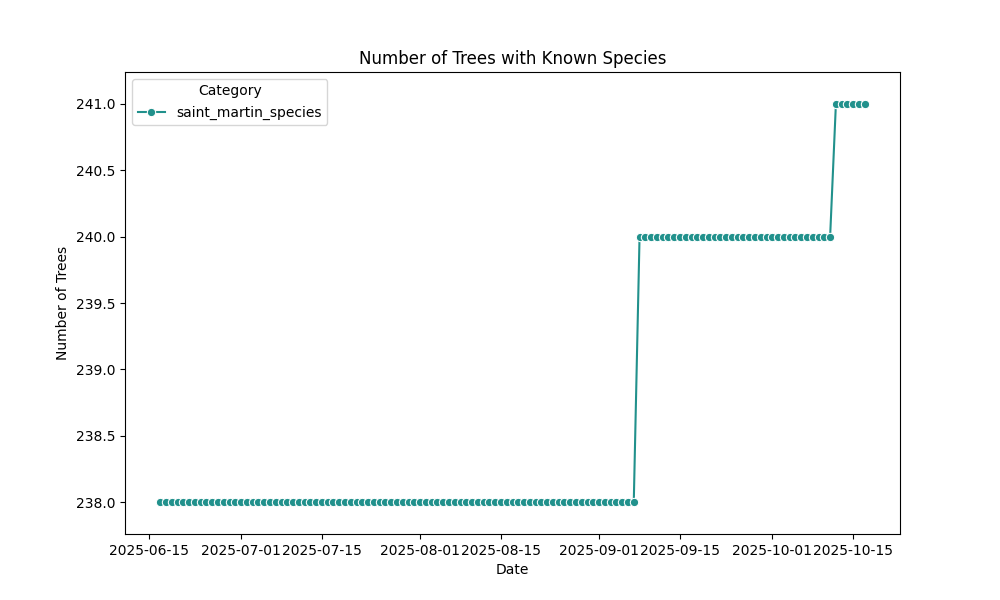 Number of Trees with Known Species
Category
saint_martin_species
241.0
240.5
240.0
239.5
239.0
238.5
238.0
Number of Trees
2025-06-15 2025-07-01 2025-07-15 2025-08-01 2025-08-15 2025-09-01 2025-09-15 2025-10-01 2025-10-15
Date